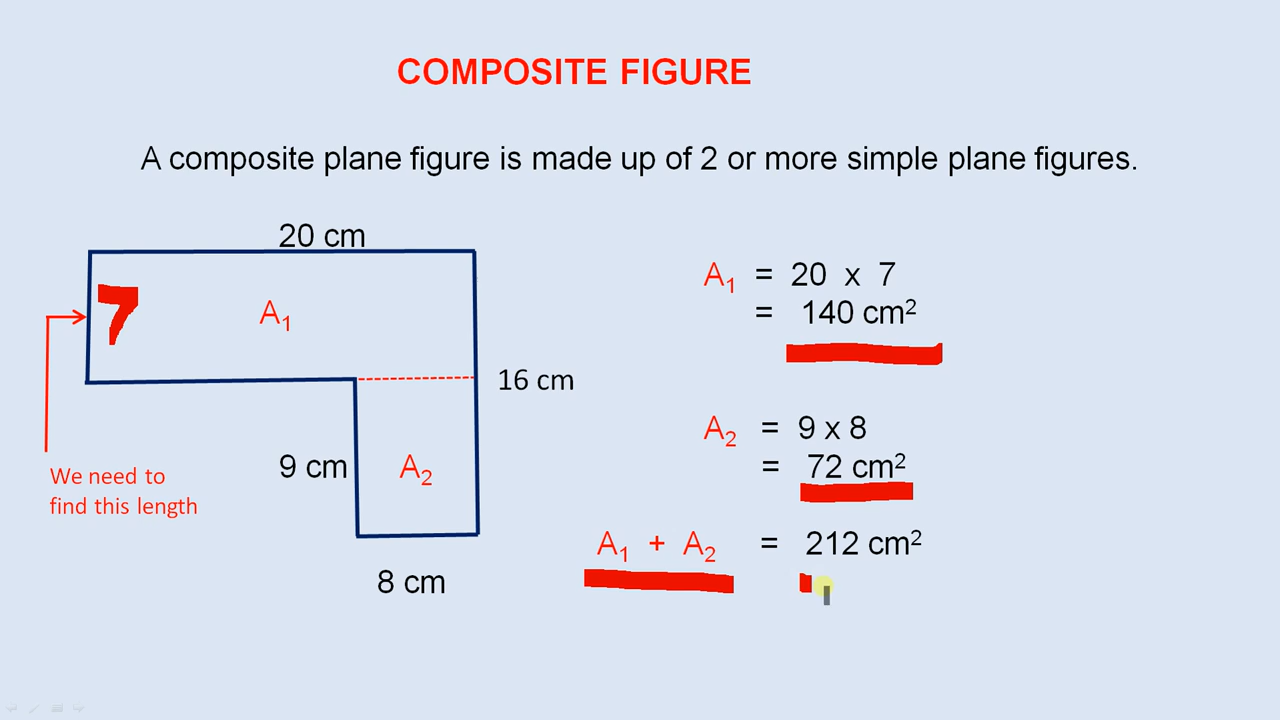 COMPOSITE FIGURE
A composite plane figure is made up of 2 or more simple plane figures.
20 cm
7
A₁
16 cm
We need to
find this length
9 cm
A₂
8 cm
A₁ = 20 x 7
= 140 cm²
A₂ = 9 x 8
= 72 cm²
A₁ + A₂ = 212 cm²